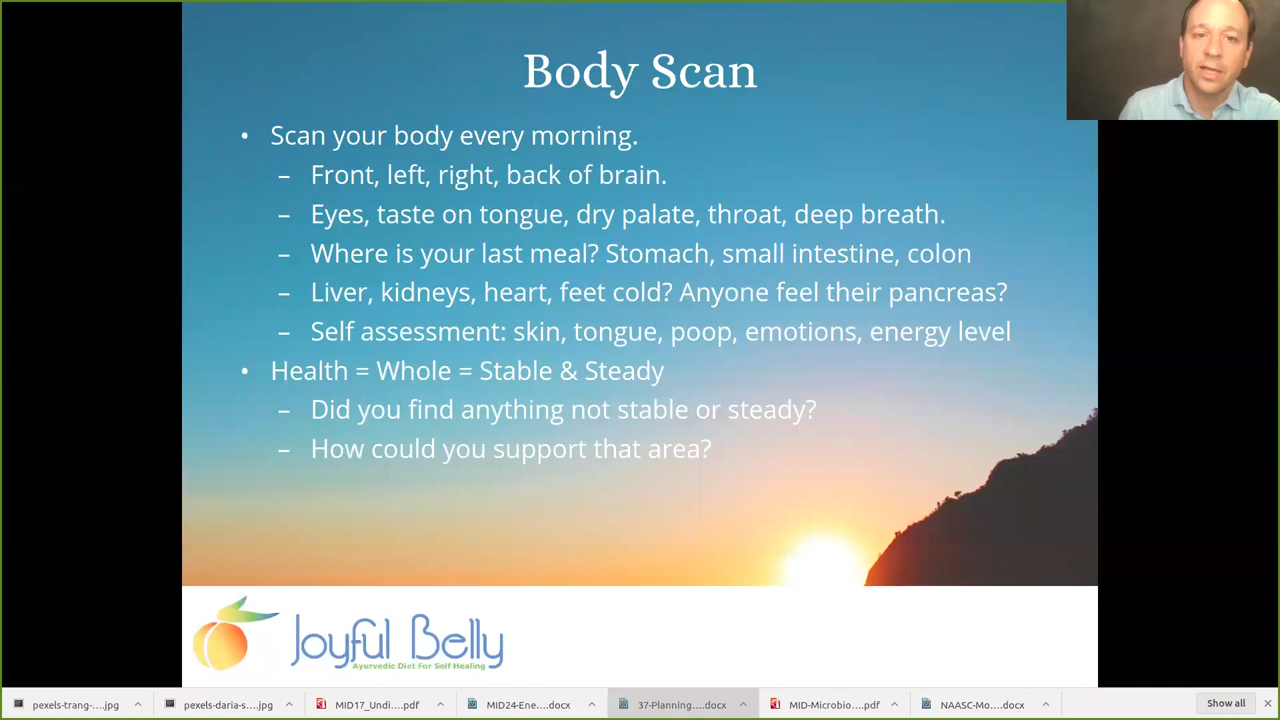 Body Scan
• Scan your body every morning.
– Front, left, right, back of brain.
– Eyes, taste on tongue, dry palate, throat, deep breath.
– Where is your last meal? Stomach, small intestine, colon
– Liver, kidneys, heart, feet cold? Anyone feel their pancreas?
– Self assessment: skin, tongue, poop, emotions, energy level
• Health = Whole = Stable & Steady
– Did you find anything not stable or steady?
– How could you support that area?
Joyful Belly
Ayurvedic Diet For Self Healing
pexels-trang-....jpg pexels-daria-s....jpg MID17_Undi....pdf MID24-Ene....docx 37-Planning....docx MID-Microbio....pdf NAASC-Mo....docx Show all